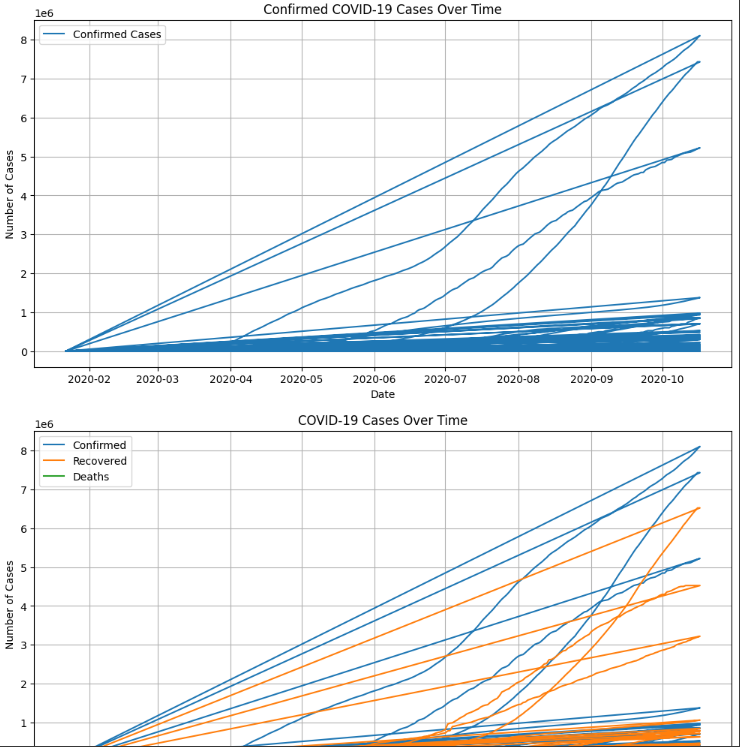 Confirmed COVID-19 Cases Over Time
1e6
Confirmed Cases
8
7
6
5
4
3
2
1
0
Number of Cases
2020-02 2020-03 2020-04 2020-05 2020-06 2020-07 2020-08 2020-09 2020-10
Date
COVID-19 Cases Over Time
1e6
Confirmed
Recovered
Deaths
8
7
6
5
4
3
2
1
Number of Cases